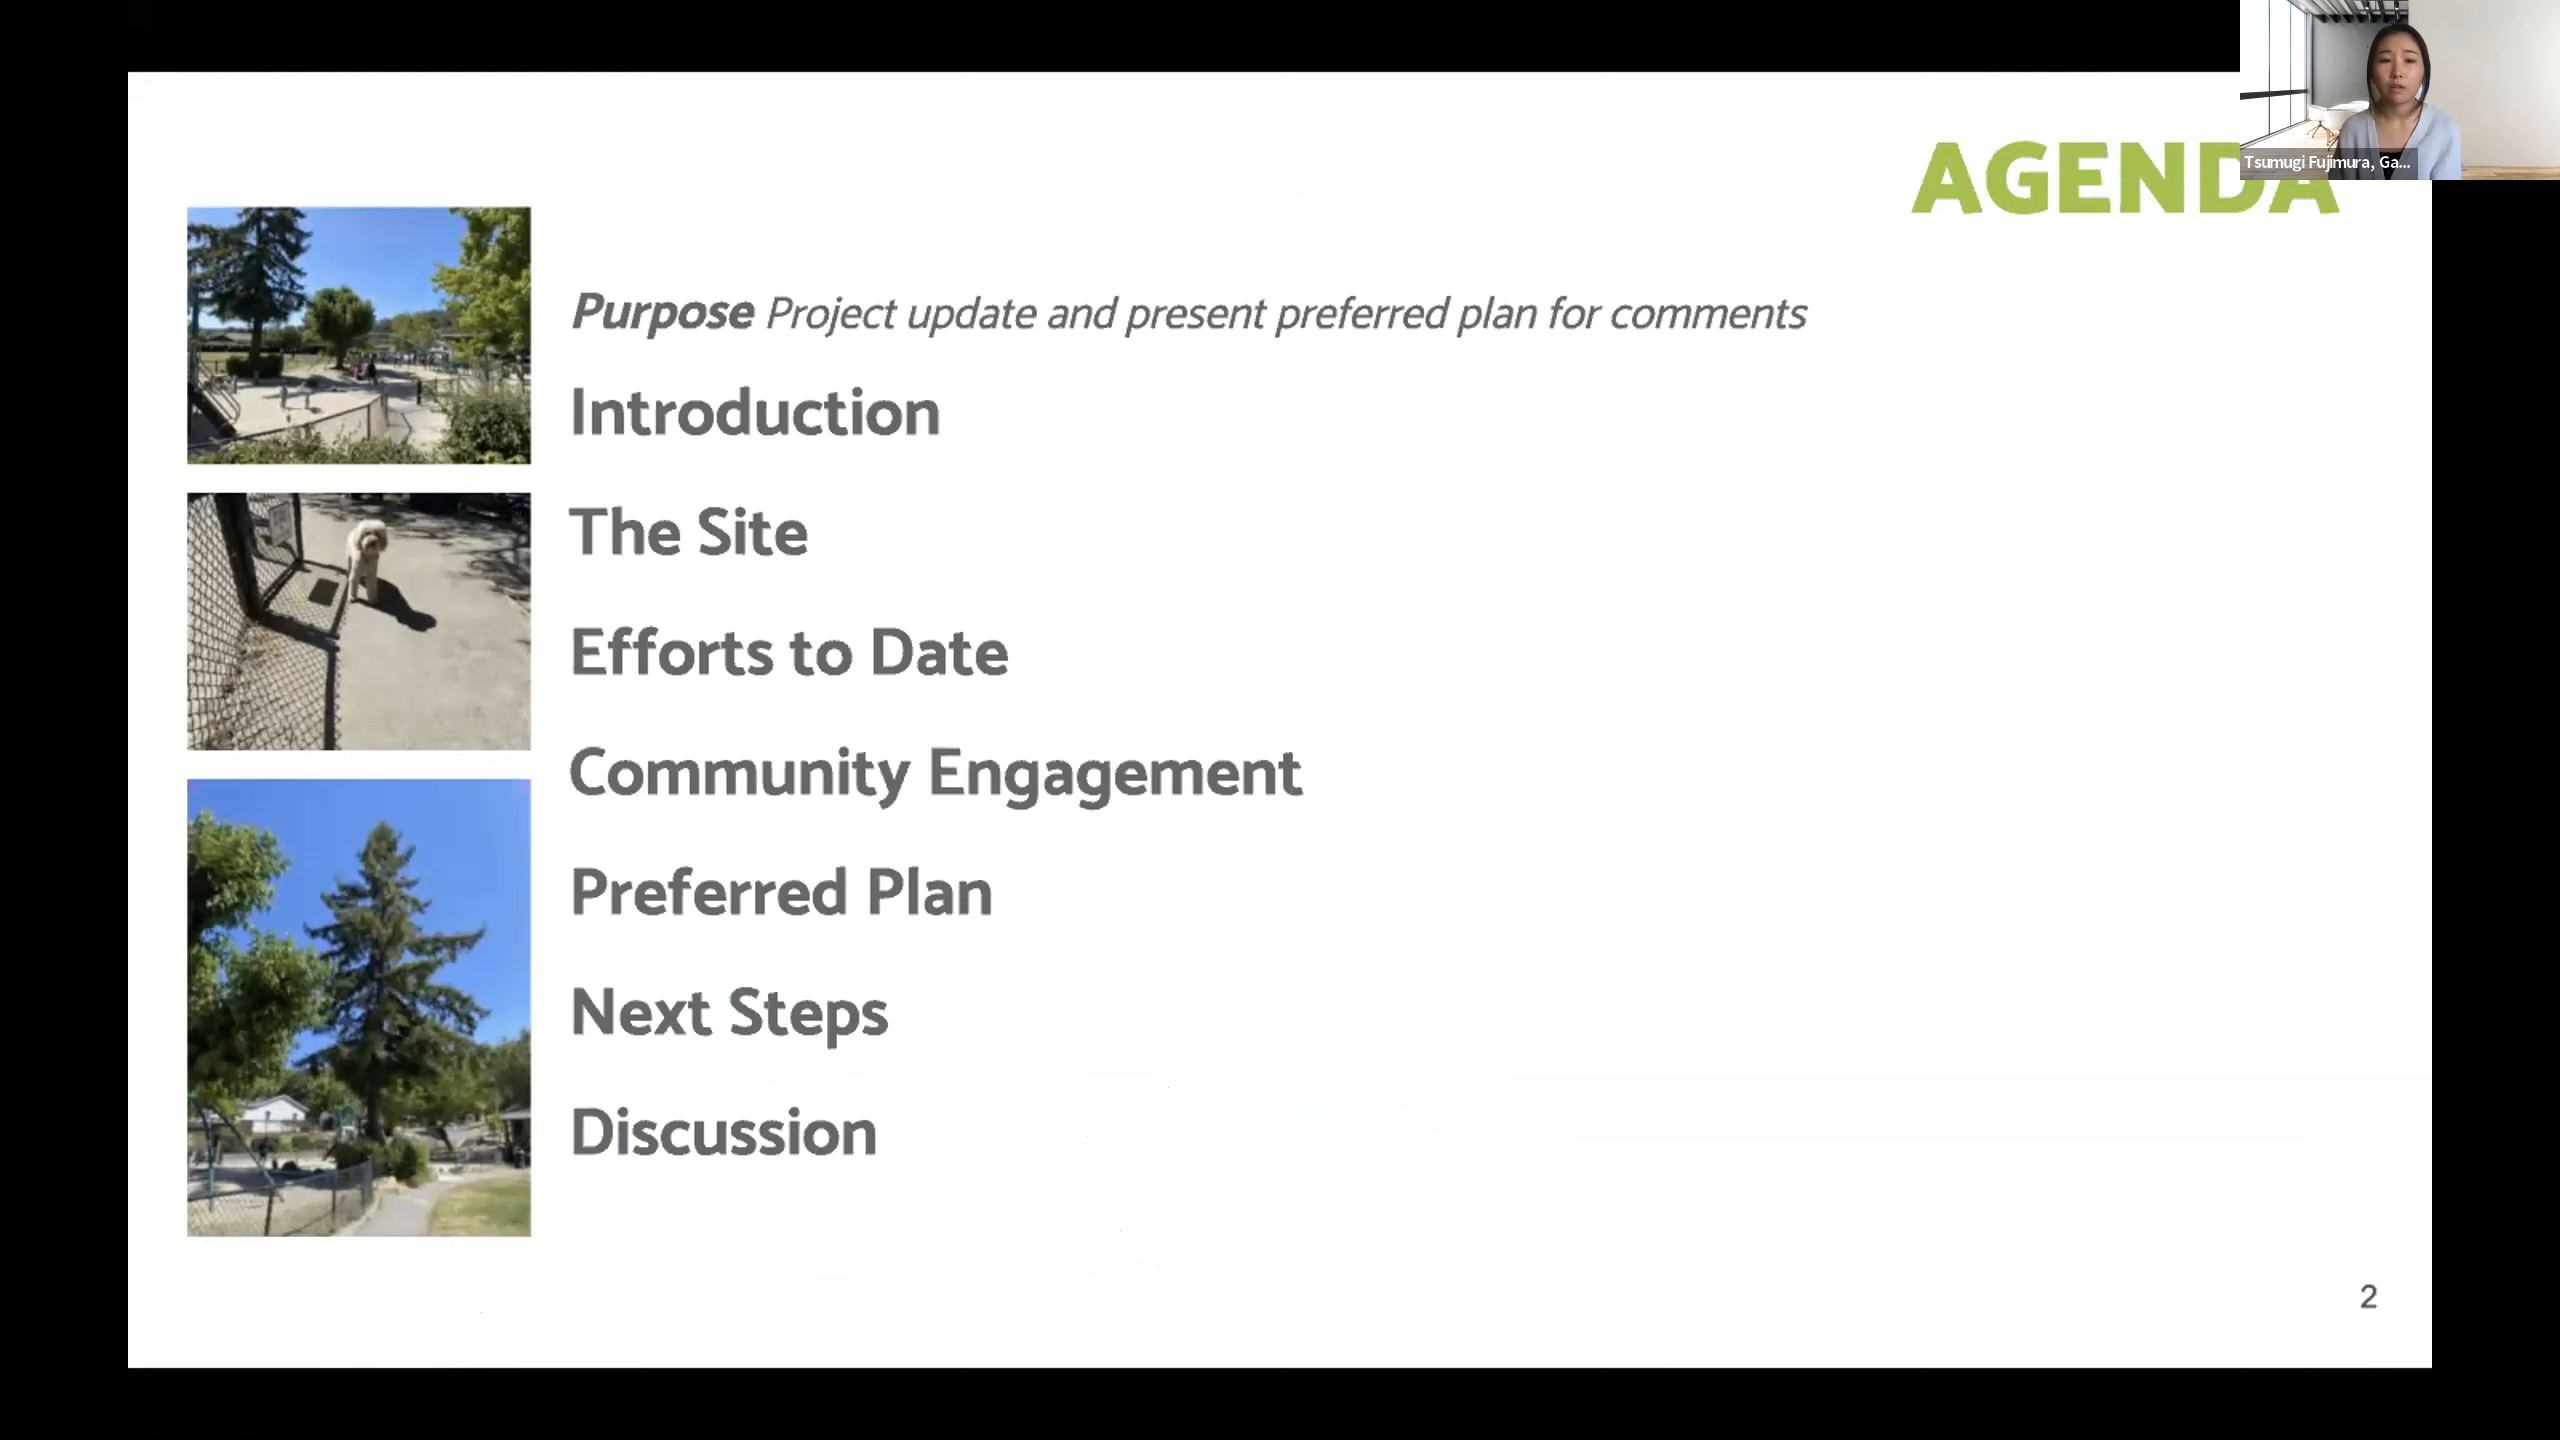 Tsumugi Fujimura, Ga...
AGENDA
Purpose Project update and present preferred plan for comments
Introduction
The Site
Efforts to Date
Community Engagement
Preferred Plan
Next Steps
Discussion
2